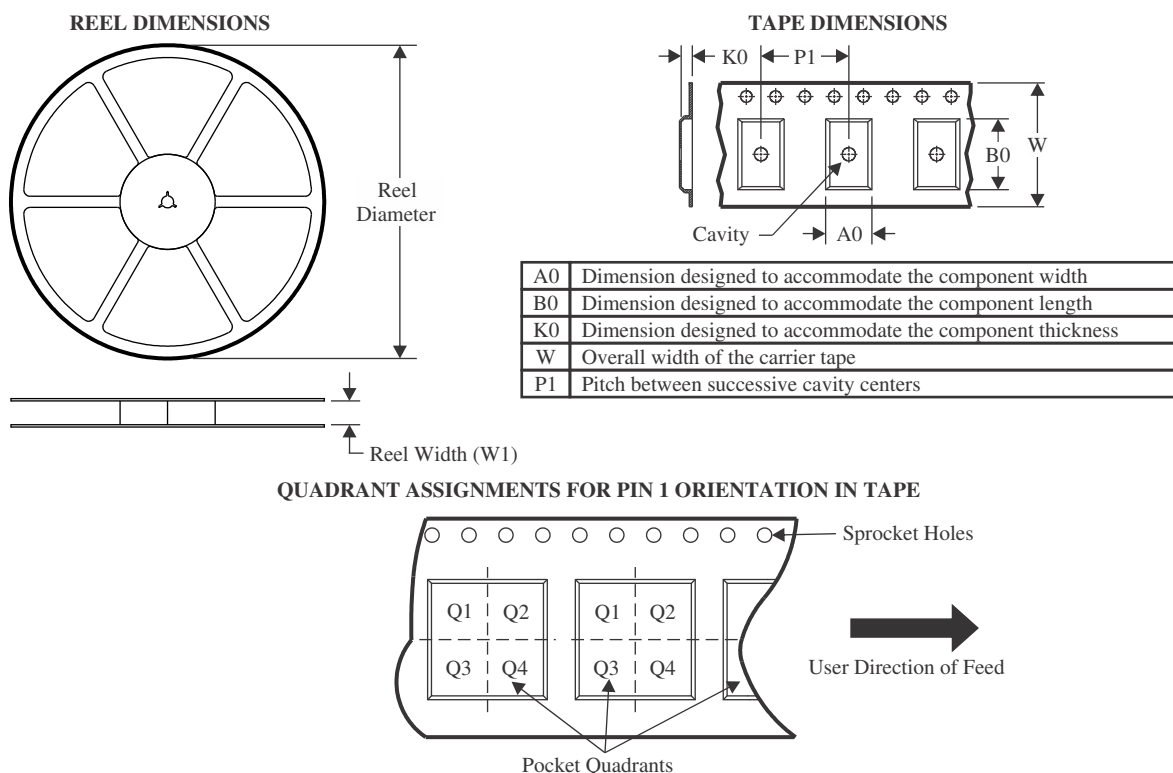 REEL DIMENSIONS
Reel
Diameter
Reel Width (W1)
TAPE DIMENSIONS
K0
P1
B0
W
Cavity
A0
A0 Dimension designed to accommodate the component width
B0 Dimension designed to accommodate the component length
K0 Dimension designed to accommodate the component thickness
W Overall width of the carrier tape
P1 Pitch between successive cavity centers
QUADRANT ASSIGNMENTS FOR PIN 1 ORIENTATION IN TAPE
Sprocket Holes
Q1 Q2 Q1 Q2
Q3 Q4 Q3 Q4
User Direction of Feed
Pocket Quadrants